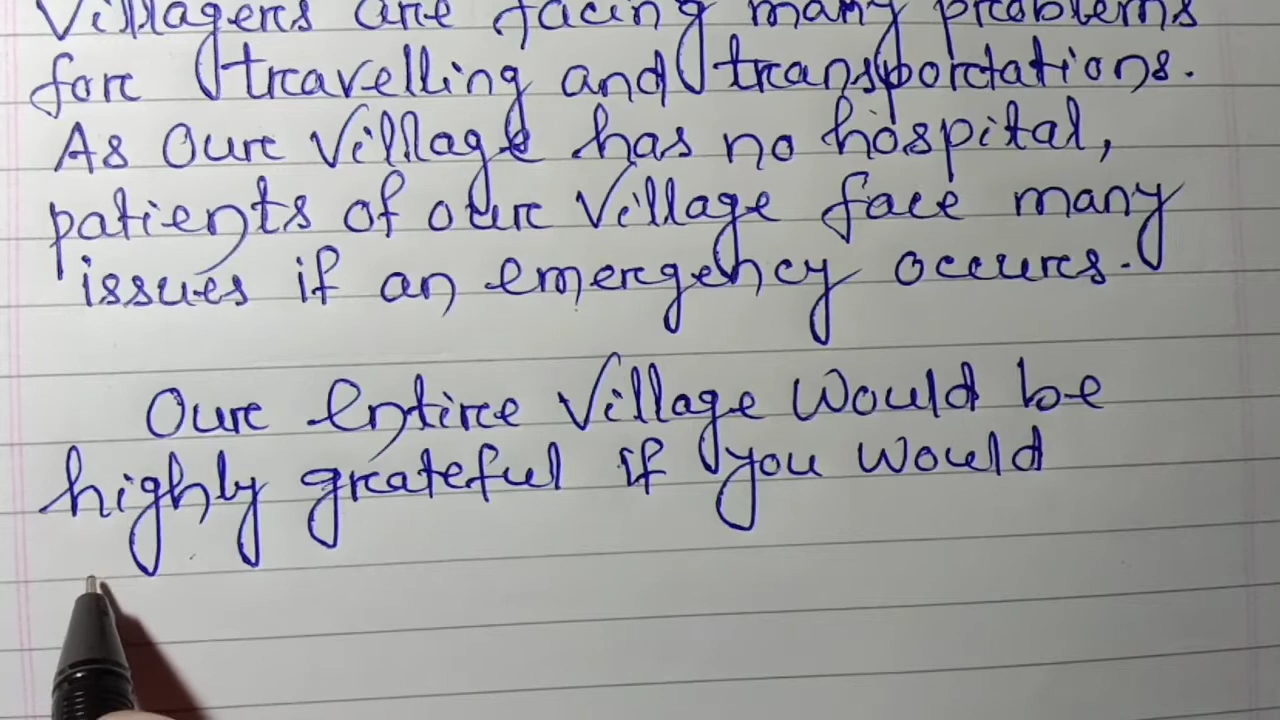 Villagers are facing many problems
for travelling and transportations.
As Our Village has no hospital,
patients of our Village face many
issues if an emergency occurs.
Our Entire Village Would be
highly grateful if you Would